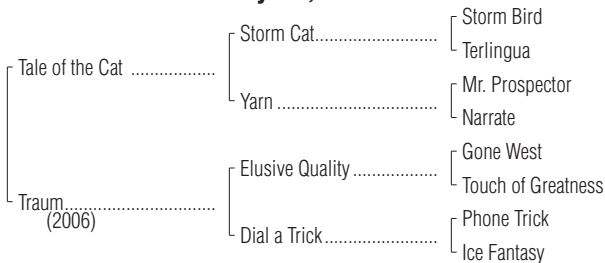 Storm Bird
Storm Cat..................................
Terlingua
Tale of the Cat ..................
Mr. Prospector
Yarn ..........................................
Narrate
Gone West
Elusive Quality ......................
Touch of Greatness
Traum................................
(2006)
Phone Trick
Dial a Trick.............................
Ice Fantasy